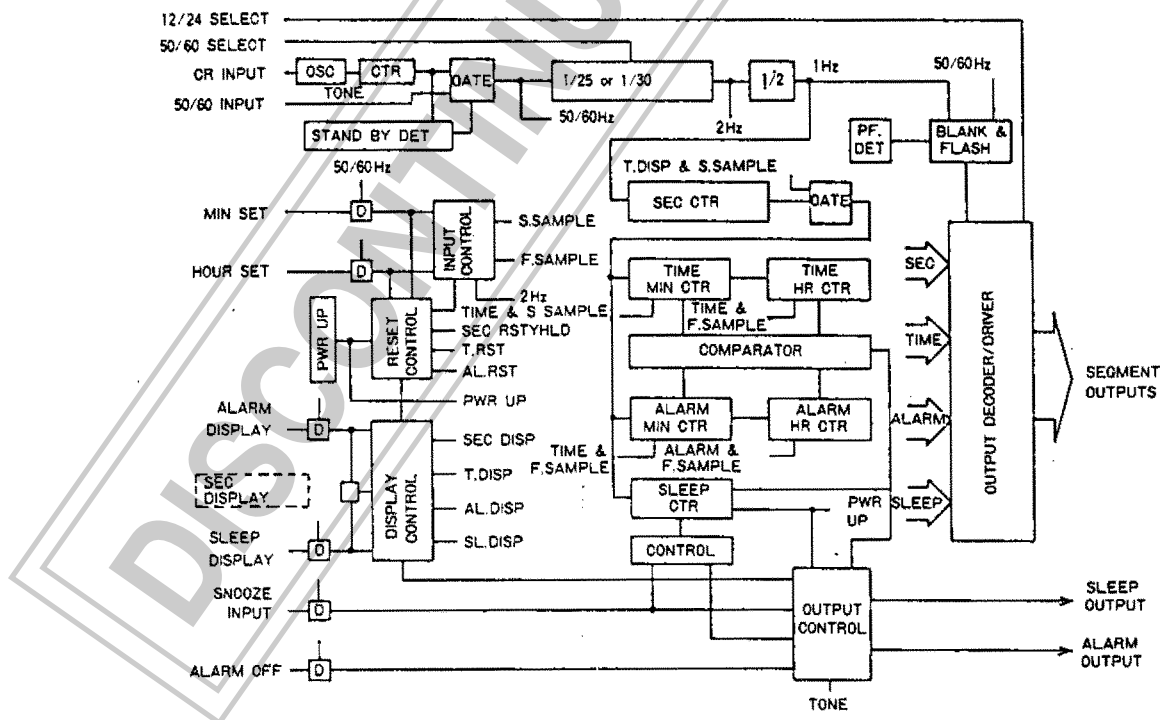 12/24 SELECT
50/60 SELECT
CR INPUT
OSC
CTR
GATE
1/25 or 1/30
1/2
1Hz
50/60Hz
TONE
50/60 INPUT
50/60Hz
2Hz
STAND BY DET
PF.
DET
BLANK &
FLASH
50/60Hz
T.DISP & S.SAMPLE
SEC CTR
GATE
MIN SET
D
INPUT
CONTROL
S.SAMPLE
F.SAMPLE
HOUR SET
D
2Hz
SEC
TIME
MIN CTR
TIME
HR CTR
PWR UP
RESET
CONTROL
TIME & S SAMPLE
SEC RSTYHLD
T.RST
AL.RST
PWR UP
TIME &
F.SAMPLE
COMPARATOR
TIME
OUTPUT DECODER/DRIVER
SEGMENT
OUTPUTS
ALARM
DISPLAY
D
DISPLAY
CONTROL
SEC DISP
T.DISP
AL.DISP
SL.DISP
ALARM
MIN CTR
ALARM
HR CTR
ALARM
TIME &
F.SAMPLE
ALARM &
F.SAMPLE
SEC
DISPLAY
SLEEP
CTR
PWR
UP
SLEEP
SLEEP
DISPLAY
D
CONTROL
SNOOZE
INPUT
D
OUTPUT
CONTROL
SLEEP
OUTPUT
ALARM OFF
D
ALARM
OUTPUT
TONE
DISCONTINU